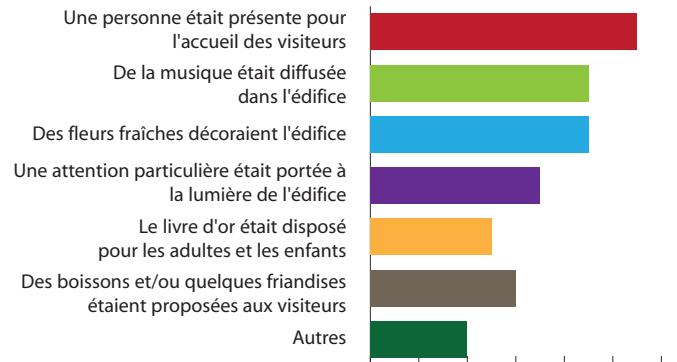 Une personne était présente pour
l'accueil des visiteurs
De la musique était diffusée
dans l'édifice
Des fleurs fraîches décoraient l'édifice
Une attention particulière était portée à
la lumière de l'édifice
Le livre d'or était disposé
pour les adultes et les enfants
Des boissons et/ou quelques friandises
étaient proposées aux visiteurs
Autres